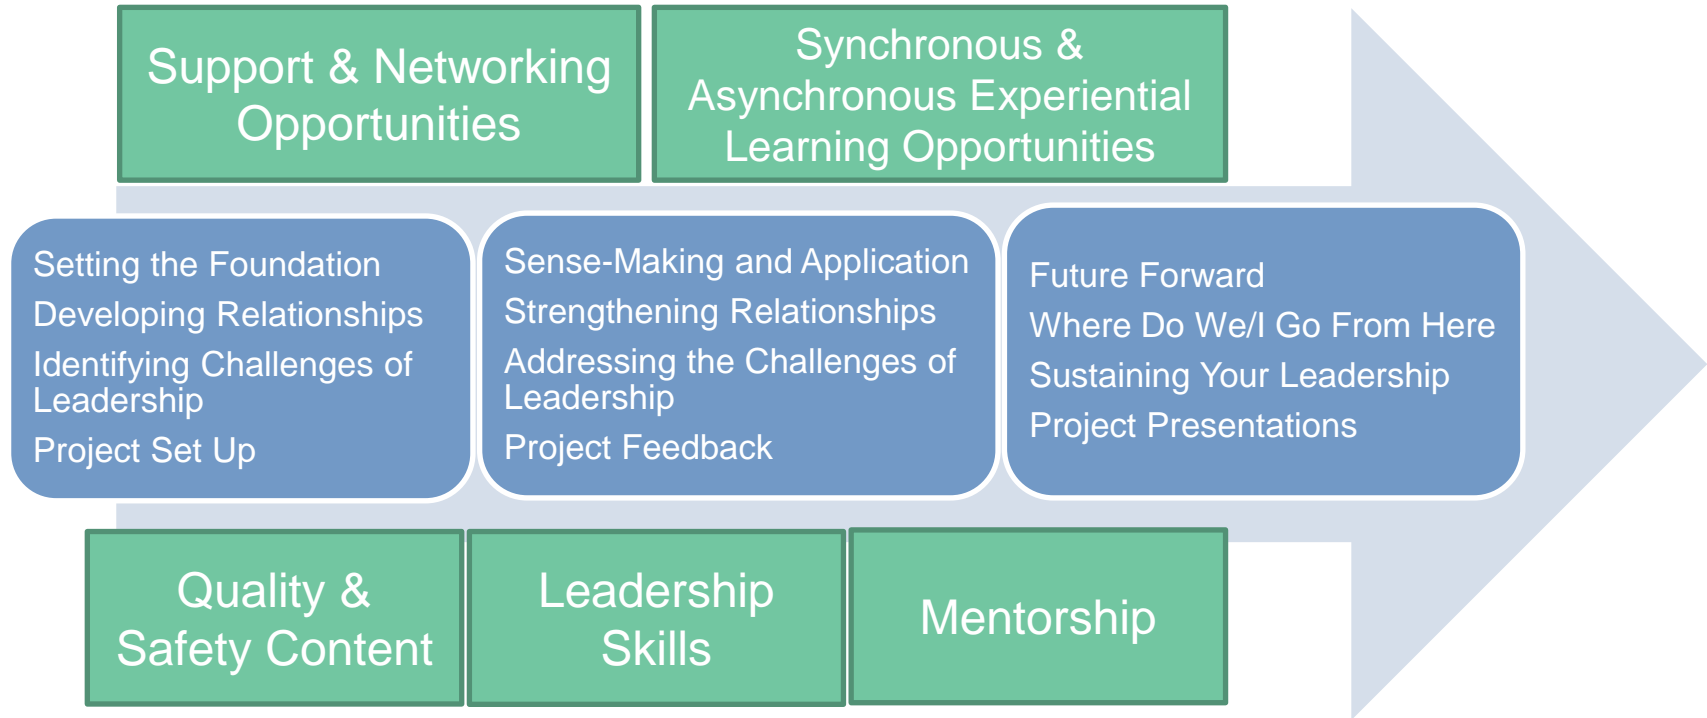 Support & Networking
Opportunities
Synchronous &
Asynchronous Experiential
Learning Opportunities
Setting the Foundation
Developing Relationships
Identifying Challenges of
Leadership
Project Set Up
Sense-Making and Application
Strengthening Relationships
Addressing the Challenges of
Leadership
Project Feedback
Future Forward
Where Do We/I Go From Here
Sustaining Your Leadership
Project Presentations
Quality &
Safety Content
Leadership
Skills
Mentorship